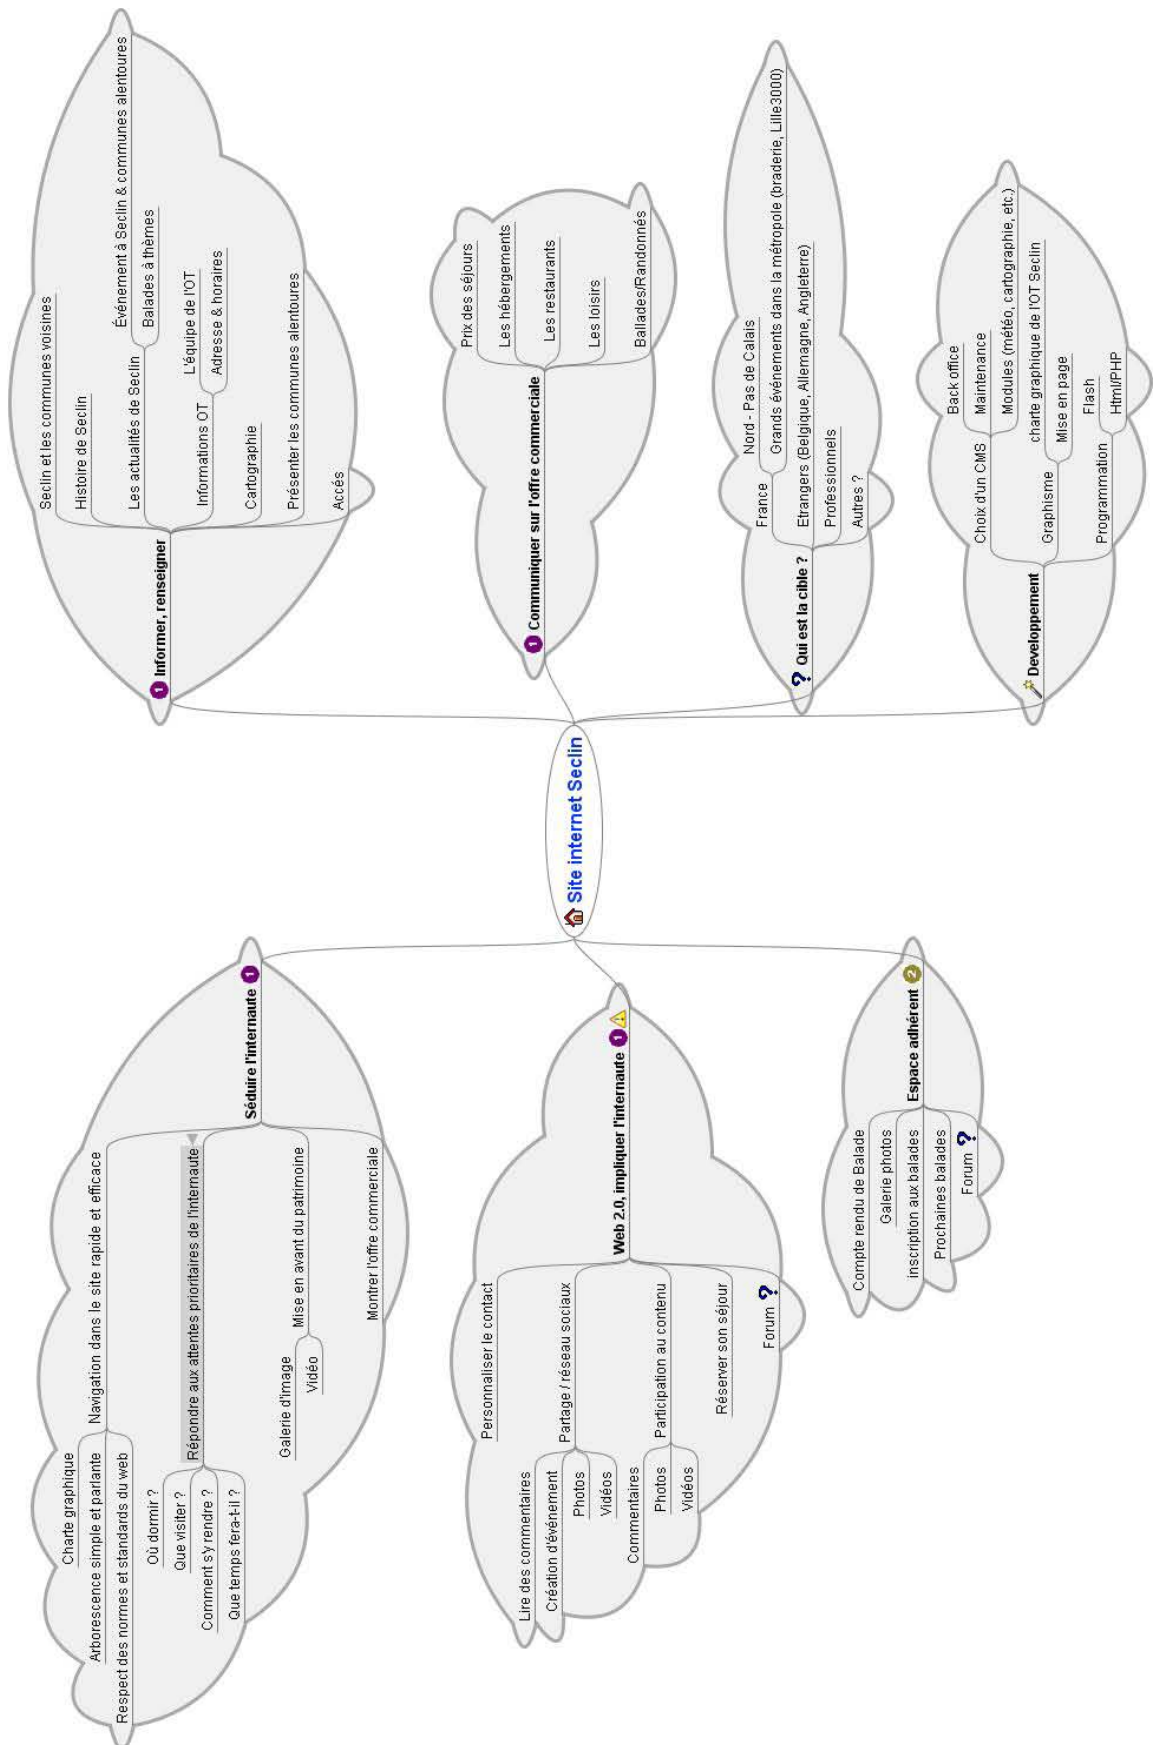 Site internet Seclin
Séduire l'internaute 1
Navigation dans le site rapide et efficace
Charte graphique
Arborescence simple et parlante
Respect des normes et standards du web
Répondre aux attentes prioritaires de l'internaute
Où dormir ?
Que visiter ?
Comment s'y rendre ?
Que temps fera-t-il ?
Mise en avant du patrimoine
Galerie d'image
Vidéo
Montrer l'offre commerciale
Web 2.0, impliquer l'internaute 1
Personnaliser le contact
Partage / réseau sociaux
Lire des commentaires
Création d'événement
Photos
Vidéos
Participation au contenu
Commentaires
Photos
Vidéos
Réserver son séjour
Forum ?
Espace adhérent 2
Compte rendu de Balade
Galerie photos
inscription aux balades
Prochaines balades
Forum ?
1 Informer, renseigner
Seclin et les communes voisines
Histoire de Seclin
Les actualités de Seclin
Événement à Seclin & communes alentoures
Balades à thèmes
Informations OT
L'équipe de l'OT
Adresse & horaires
Cartographie
Présenter les communes alentoures
Accés
1 Communiquer sur l'offre commerciale
Prix des séjours
Les hébergements
Les restaurants
Les loisirs
Ballades/Randonnés
? Qui est la cible ?
France
Nord - Pas de Calais
Grands événements dans la métropole (braderie, Lille3000)
Etrangers (Belgique, Allemagne, Angleterre)
Professionnels
Autres ?
Developpement
Choix d'un CMS
Back office
Maintenance
Modules (météo, cartographie, etc.)
Graphisme
charte graphique de l'OT Seclin
Mise en page
Programmation
Flash
Html/PHP